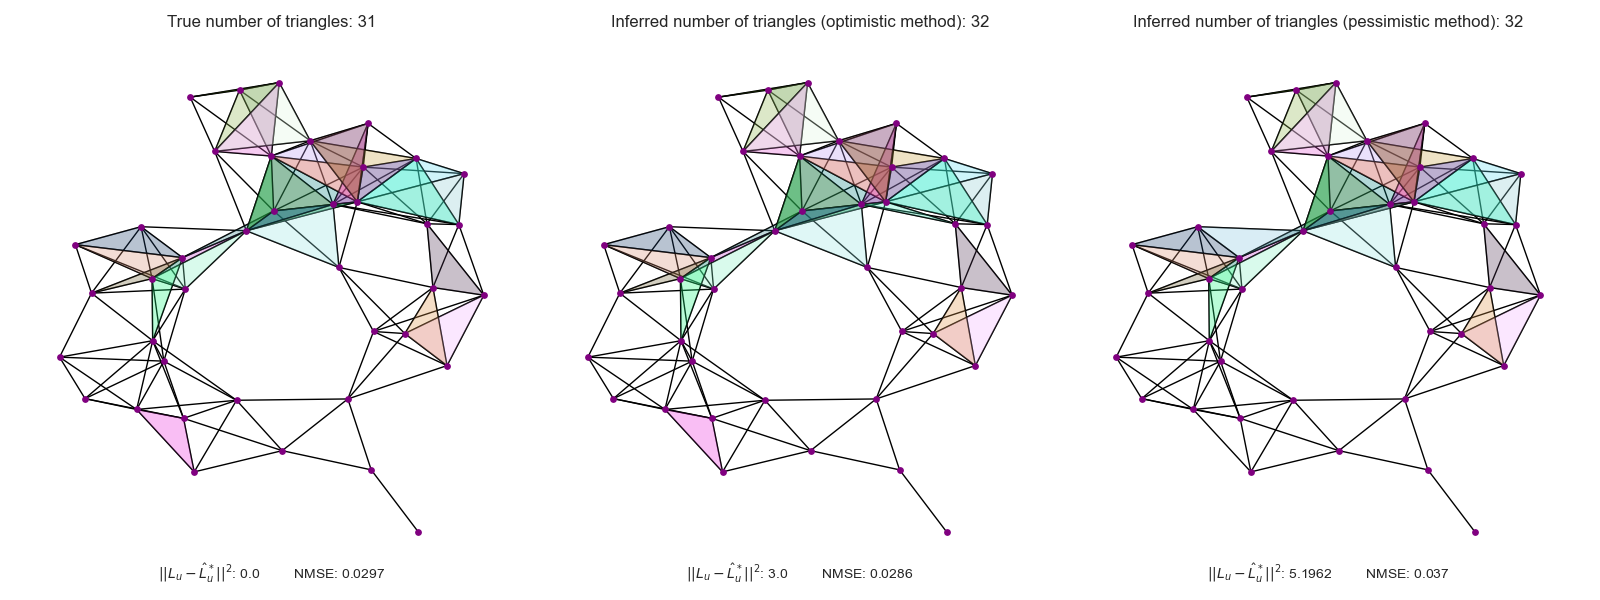 True number of triangles: 31
Inferred number of triangles (optimistic method): 32
Inferred number of triangles (pessimistic method): 32
$||L_u - \hat{L}_u^*||^2$: 0.0 NMSE: 0.0297
$||L_u - \hat{L}_u^*||^2$: 3.0 NMSE: 0.0286
$||L_u - \hat{L}_u^*||^2$: 5.1962 NMSE: 0.037